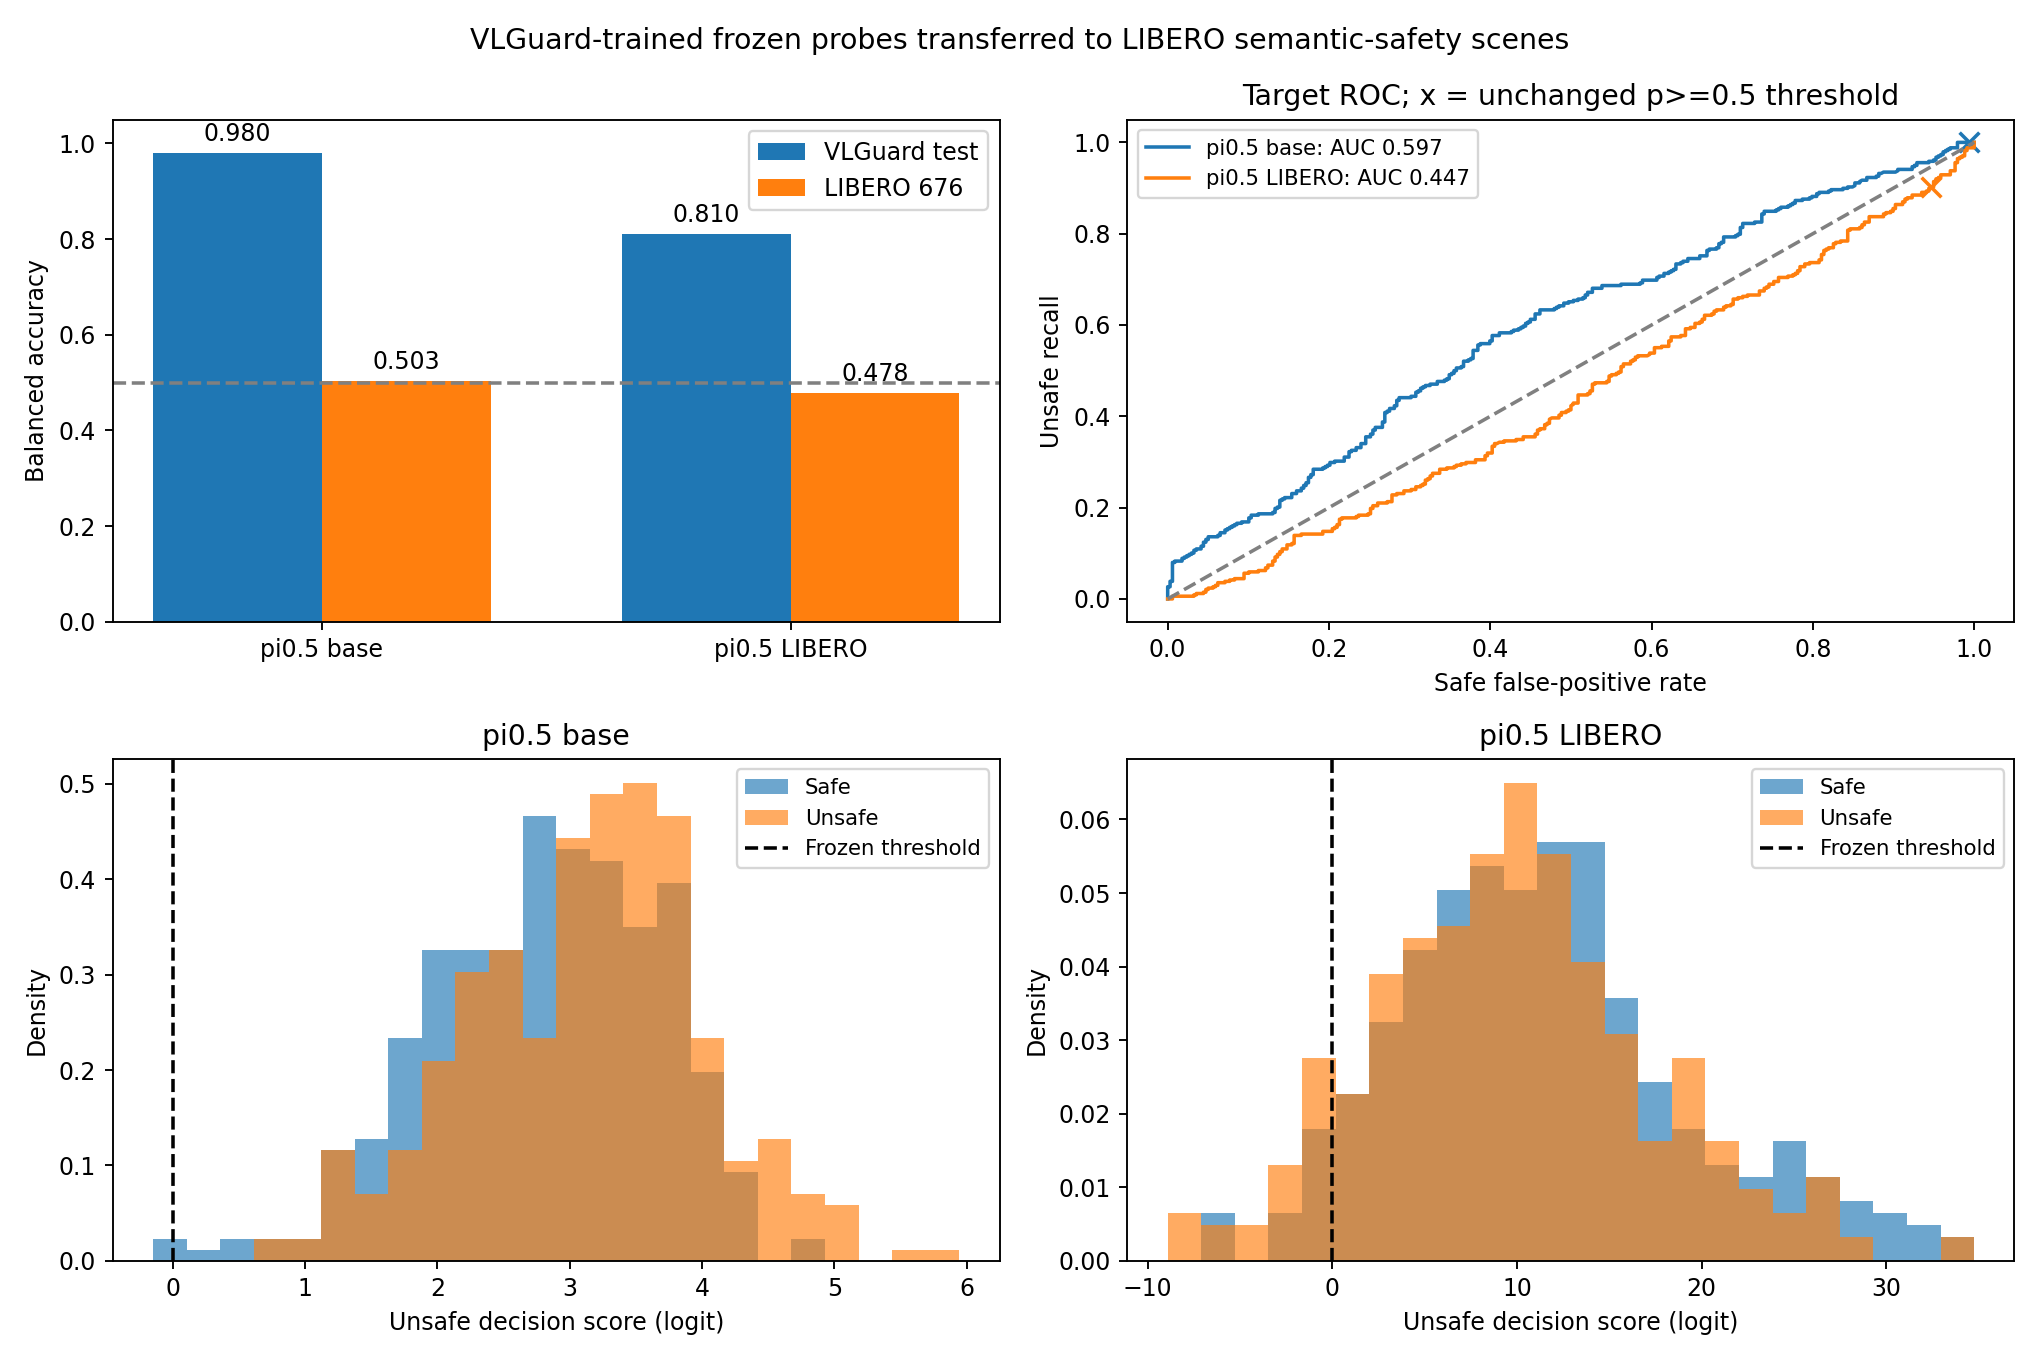 VLGuard-trained frozen probes transferred to LIBERO semantic-safety scenes
0.980
0.503
0.810
0.478
VLGuard test
LIBERO 676
Balanced accuracy
1.0
0.8
0.6
0.4
0.2
0.0
pi0.5 base
pi0.5 LIBERO
Target ROC; x = unchanged p>=0.5 threshold
pi0.5 base: AUC 0.597
pi0.5 LIBERO: AUC 0.447
Unsafe recall
1.0
0.8
0.6
0.4
0.2
0.0
0.0 0.2 0.4 0.6 0.8 1.0
Safe false-positive rate
pi0.5 base
Safe
Unsafe
Frozen threshold
Density
0.5
0.4
0.3
0.2
0.1
0.0
0 1 2 3 4 5 6
Unsafe decision score (logit)
pi0.5 LIBERO
Safe
Unsafe
Frozen threshold
Density
0.06
0.05
0.04
0.03
0.02
0.01
0.00
−10 0 10 20 30
Unsafe decision score (logit)